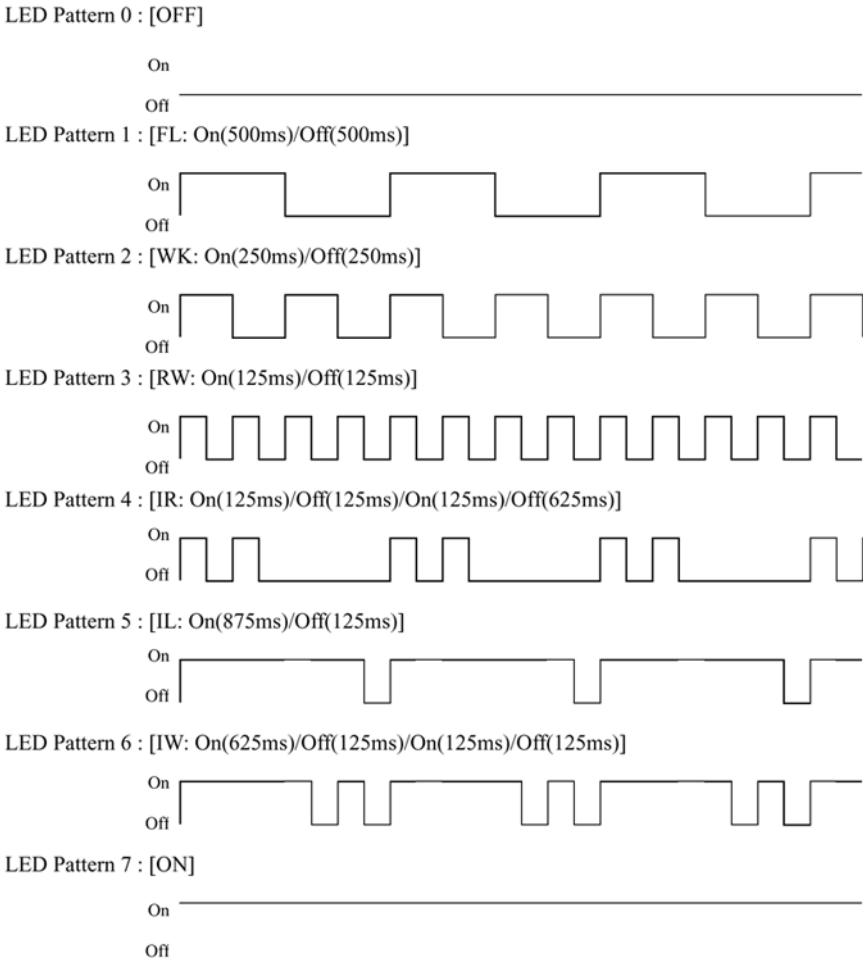 LED Pattern 0 : [OFF]
On
Off
LED Pattern 1 : [FL: On(500ms)/Off(500ms)]
On
Off
LED Pattern 2 : [WK: On(250ms)/Off(250ms)]
On
Off
LED Pattern 3 : [RW: On(125ms)/Off(125ms)]
On
Off
LED Pattern 4 : [IR: On(125ms)/Off(125ms)/On(125ms)/Off(625ms)]
On
Off
LED Pattern 5 : [IL: On(875ms)/Off(125ms)]
On
Off
LED Pattern 6 : [IW: On(625ms)/Off(125ms)/On(125ms)/Off(125ms)]
On
Off
LED Pattern 7 : [ON]
On
Off